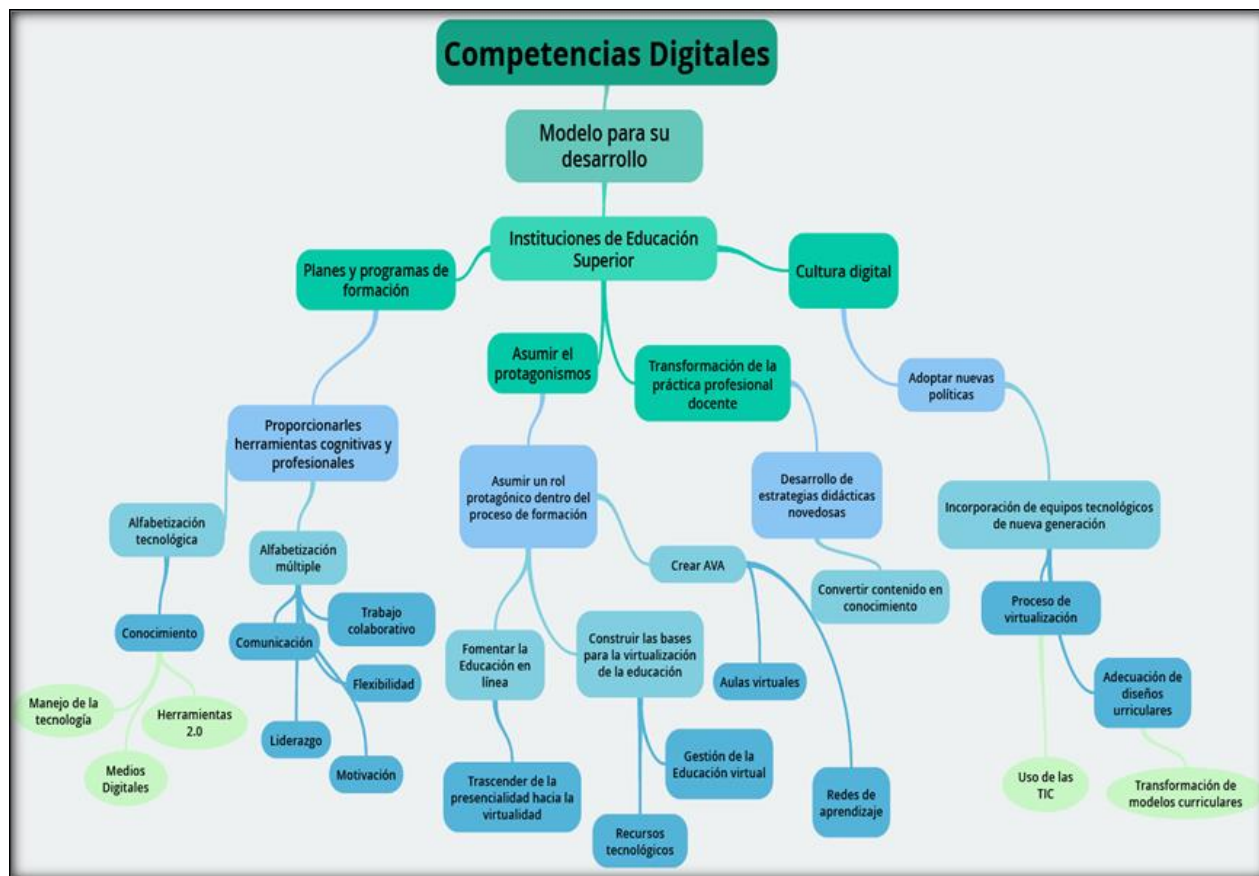 Competencias Digitales
Modelo para su
desarrollo
Instituciones de Educación
Superior
Planes y programas de
formación
Cultura digital
Asumir el
protagonismos
Transformación de la
práctica profesional
docente
Adoptar nuevas
políticas
Proporcionarles
herramientas cognitivas y
profesionales
Asumir un rol
protagónico dentro del
proceso de formación
Desarrollo de
estrategias didácticas
novedosas
Incorporación de equipos tecnológicos
de nueva generación
Alfabetización
tecnológica
Alfabetización
múltiple
Crear AVA
Convertir contenido en
conocimiento
Proceso de
virtualización
Conocimiento
Comunicación
Trabajo
colaborativo
Fomentar la
Educación en
línea
Construir las bases
para la virtualización
de la educación
Flexibilidad
Aulas virtuales
Adecuación de
diseños
urriculares
Manejo de la
tecnología
Herramientas
2.0
Liderazgo
Motivación
Medios
Digitales
Gestión de la
Educación virtual
Trascender de la
presencialidad hacia la
virtualidad
Redes de
aprendizaje
Recursos
tecnológicos
Uso de las
TIC
Transformación de
modelos curriculares